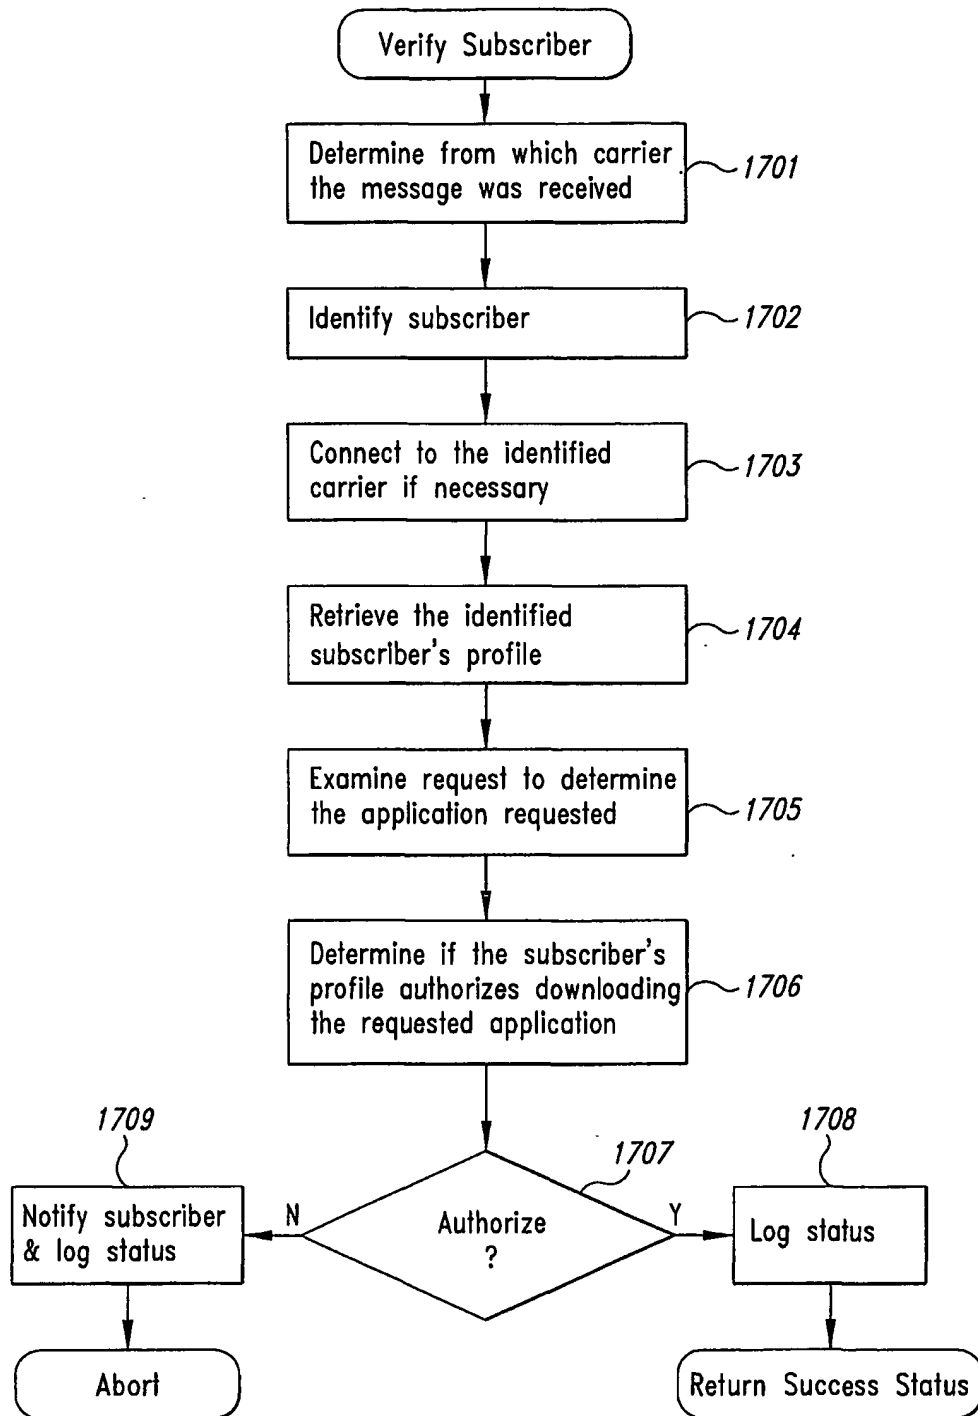 Verify Subscriber
Determine from which carrier
the message was received
1701
Identify subscriber
1702
Connect to the identified
carrier if necessary
1703
Retrieve the identified
subscriber's profile
1704
Examine request to determine
the application requested
1705
Determine if the subscriber's
profile authorizes downloading
the requested application
1706
1709
1708
1707
Notify subscriber
& log status
N
Authorize
?
Y
Log status
Abort
Return Success Status